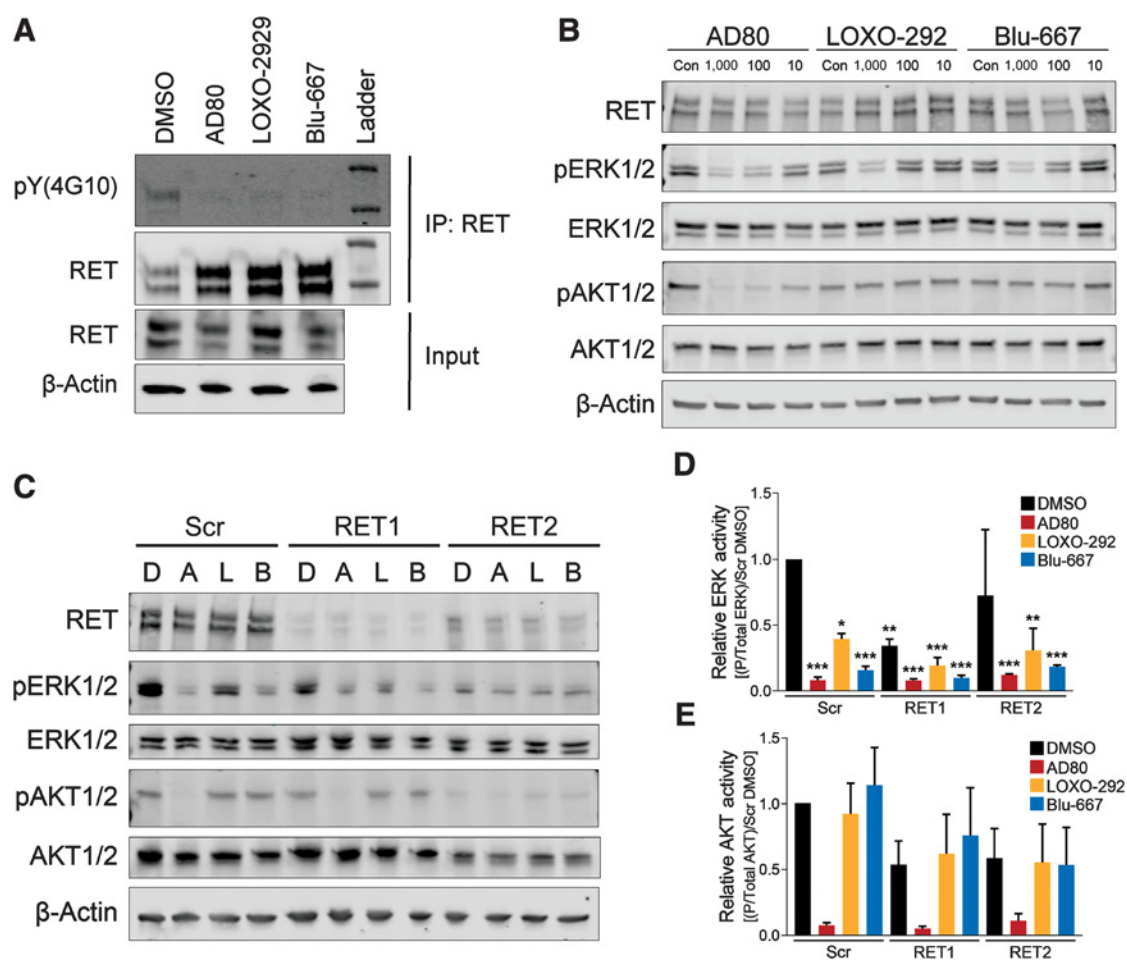 A
DMSO
AD80
LOXO-2929
Blu-667
Ladder
pY(4G10)
RET
IP: RET
RET
β-Actin
Input
B
AD80 LOXO-292 Blu-667
Con 1,000 100 10 Con 1,000 100 10 Con 1,000 100 10
RET
pERK1/2
ERK1/2
pAKT1/2
AKT1/2
β-Actin
C
Scr RET1 RET2
D A L B D A L B D A L B
RET
pERK1/2
ERK1/2
pAKT1/2
AKT1/2
β-Actin
D
Relative ERK activity
[(P/Total ERK)/Scr DMSO]
1.5
1.0
0.5
0.0
DMSO
AD80
LOXO-292
Blu-667
*** * *** ** *** *** *** *** ** ***
Scr RET1 RET2
E
Relative AKT activity
[(P/Total AKT)/Scr DMSO]
1.5
1.0
0.5
0.0
DMSO
AD80
LOXO-292
Blu-667
Scr RET1 RET2